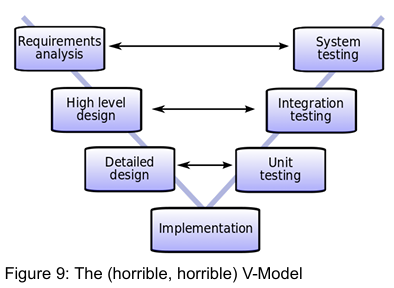 Requirements
analysis
System
testing
High level
design
Integration
testing
Detailed
design
Unit
testing
Implementation
Figure 9: The (horrible, horrible) V-Model